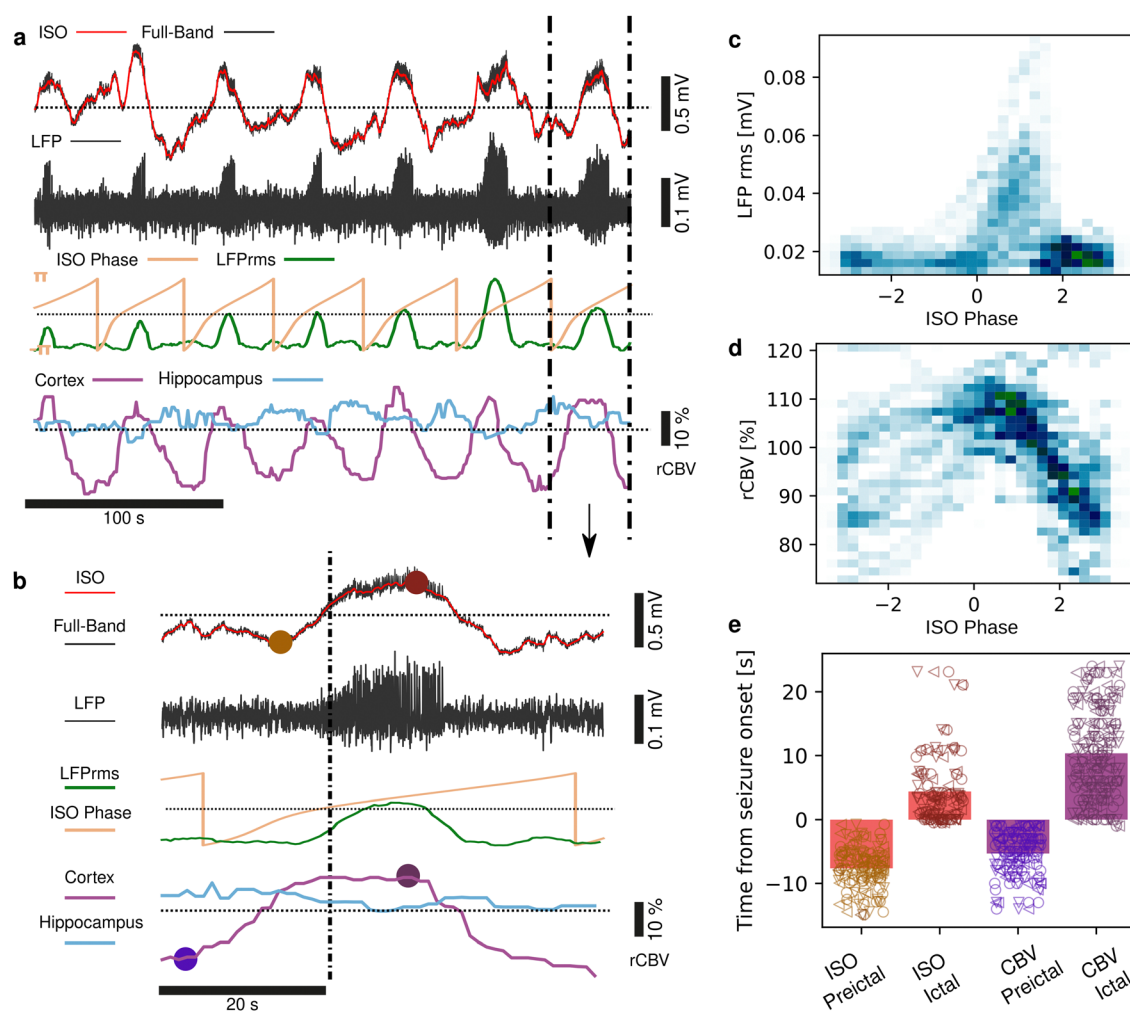 a
ISO
Full-Band
0.5 mV
LFP
0.1 mV
ISO Phase
LFPrms
π
-π
Cortex
Hippocampus
10 %
rCBV
100 s
b
ISO
Full-Band
0.5 mV
LFP
0.1 mV
LFPrms
ISO Phase
Cortex
Hippocampus
10 %
rCBV
20 s
c
LFP rms [mV]
0.08
0.06
0.04
0.02
−2
0
2
ISO Phase
d
rCBV [%]
120
100
90
80
−2
0
2
ISO Phase
e
Time from seizure onset [s]
20
10
0
−10
ISO
Preictal
ISO
Ictal
CBV
Preictal
CBV
Ictal